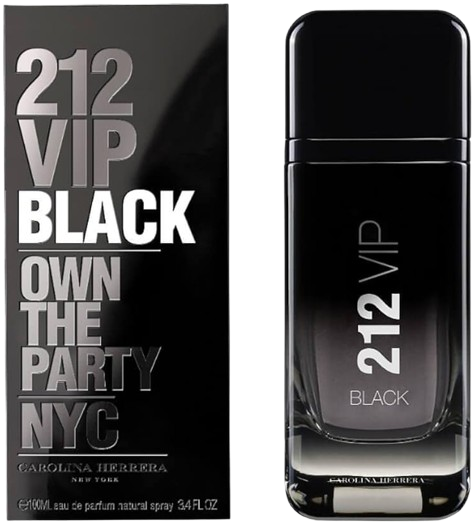 212
VIP
BLACK
OWN
THE
PARTY
NYC
CAROLINA HERRERA
NEW YORK
℮100ML eau de parfum natural spray 3.4 FL OZ
212 VIP
BLACK
CAROLINA HERRERA